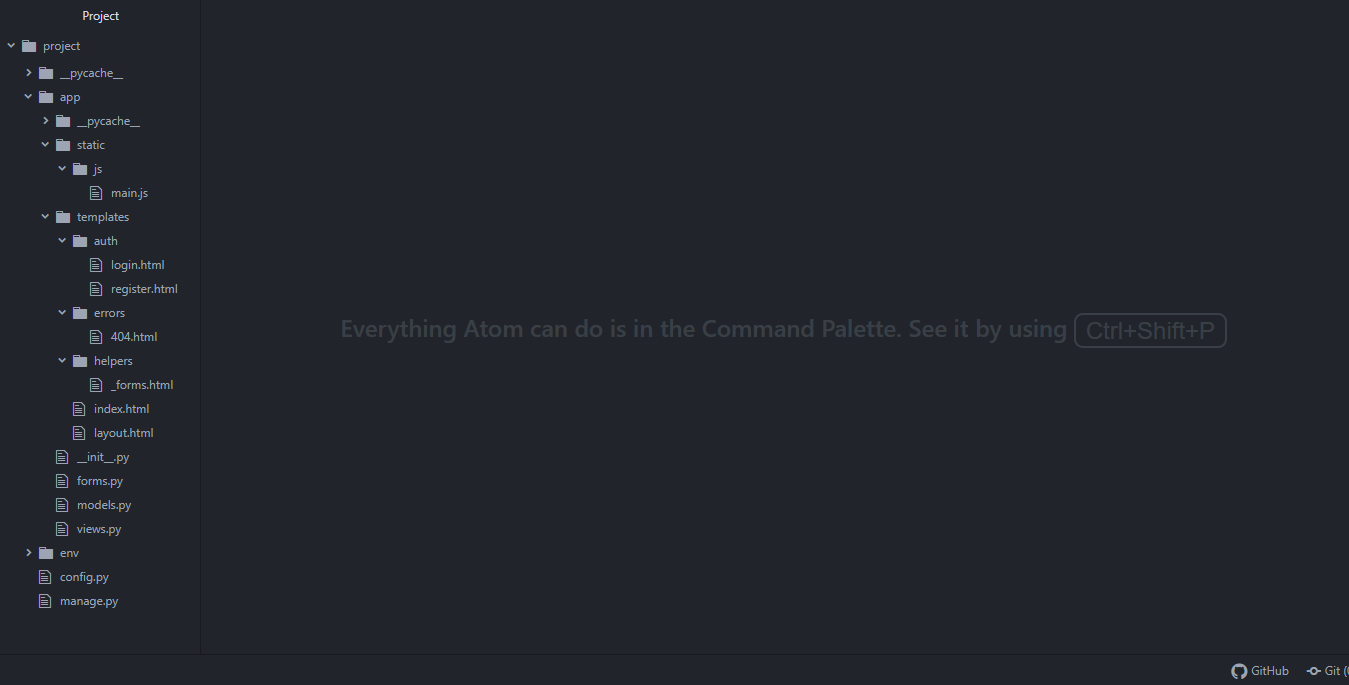 Project
project
__pycache__
app
__pycache__
static
js
main.js
templates
auth
login.html
register.html
errors
404.html
helpers
_forms.html
index.html
layout.html
__init__.py
forms.py
models.py
views.py
env
config.py
manage.py
Everything Atom can do is in the Command Palette. See it by using Ctrl+Shift+P
GitHub
Git (